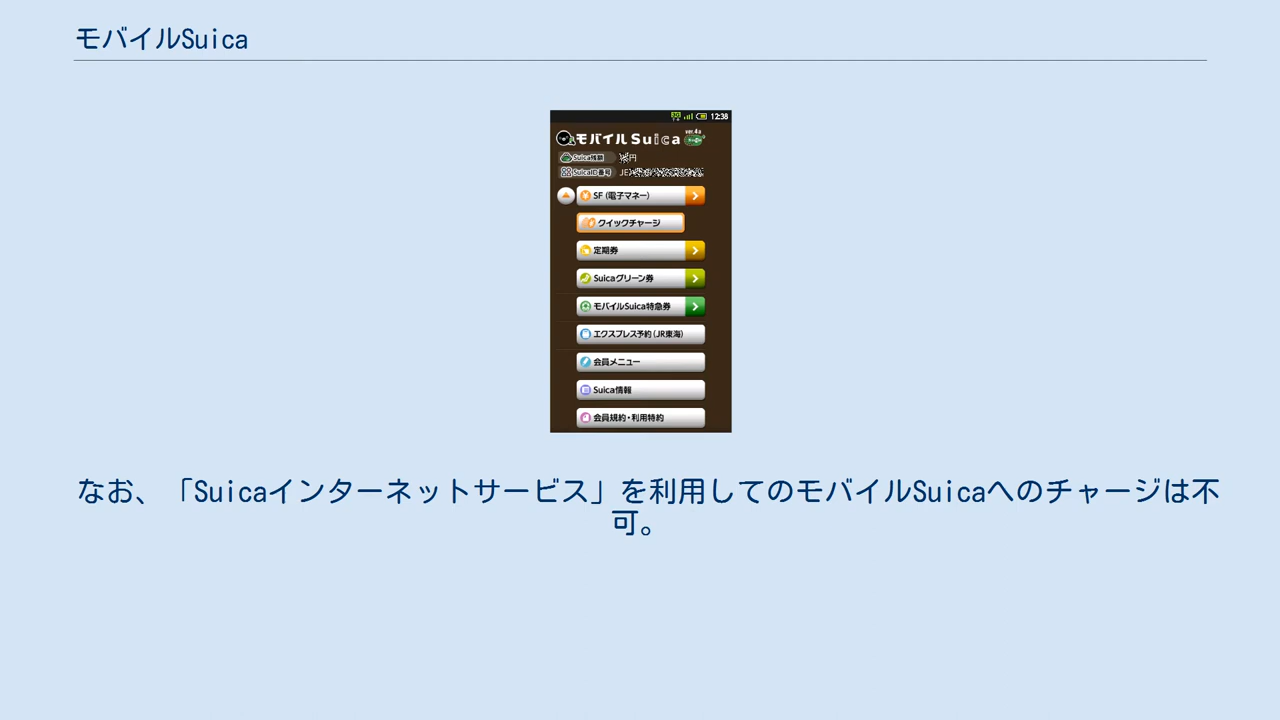 モバイルSuica
12:38
モバイルSuica ver.4.a
Suica残額 円
SuicaID番号 JE
SF(電子マネー)
クイックチャージ
定期券
Suicaグリーン券
モバイルSuica特急券
エクスプレス予約(JR東海)
会員メニュー
Suica情報
会員規約・利用特約
なお、「Suicaインターネットサービス」を利用してのモバイルSuicaへのチャージは不
可。